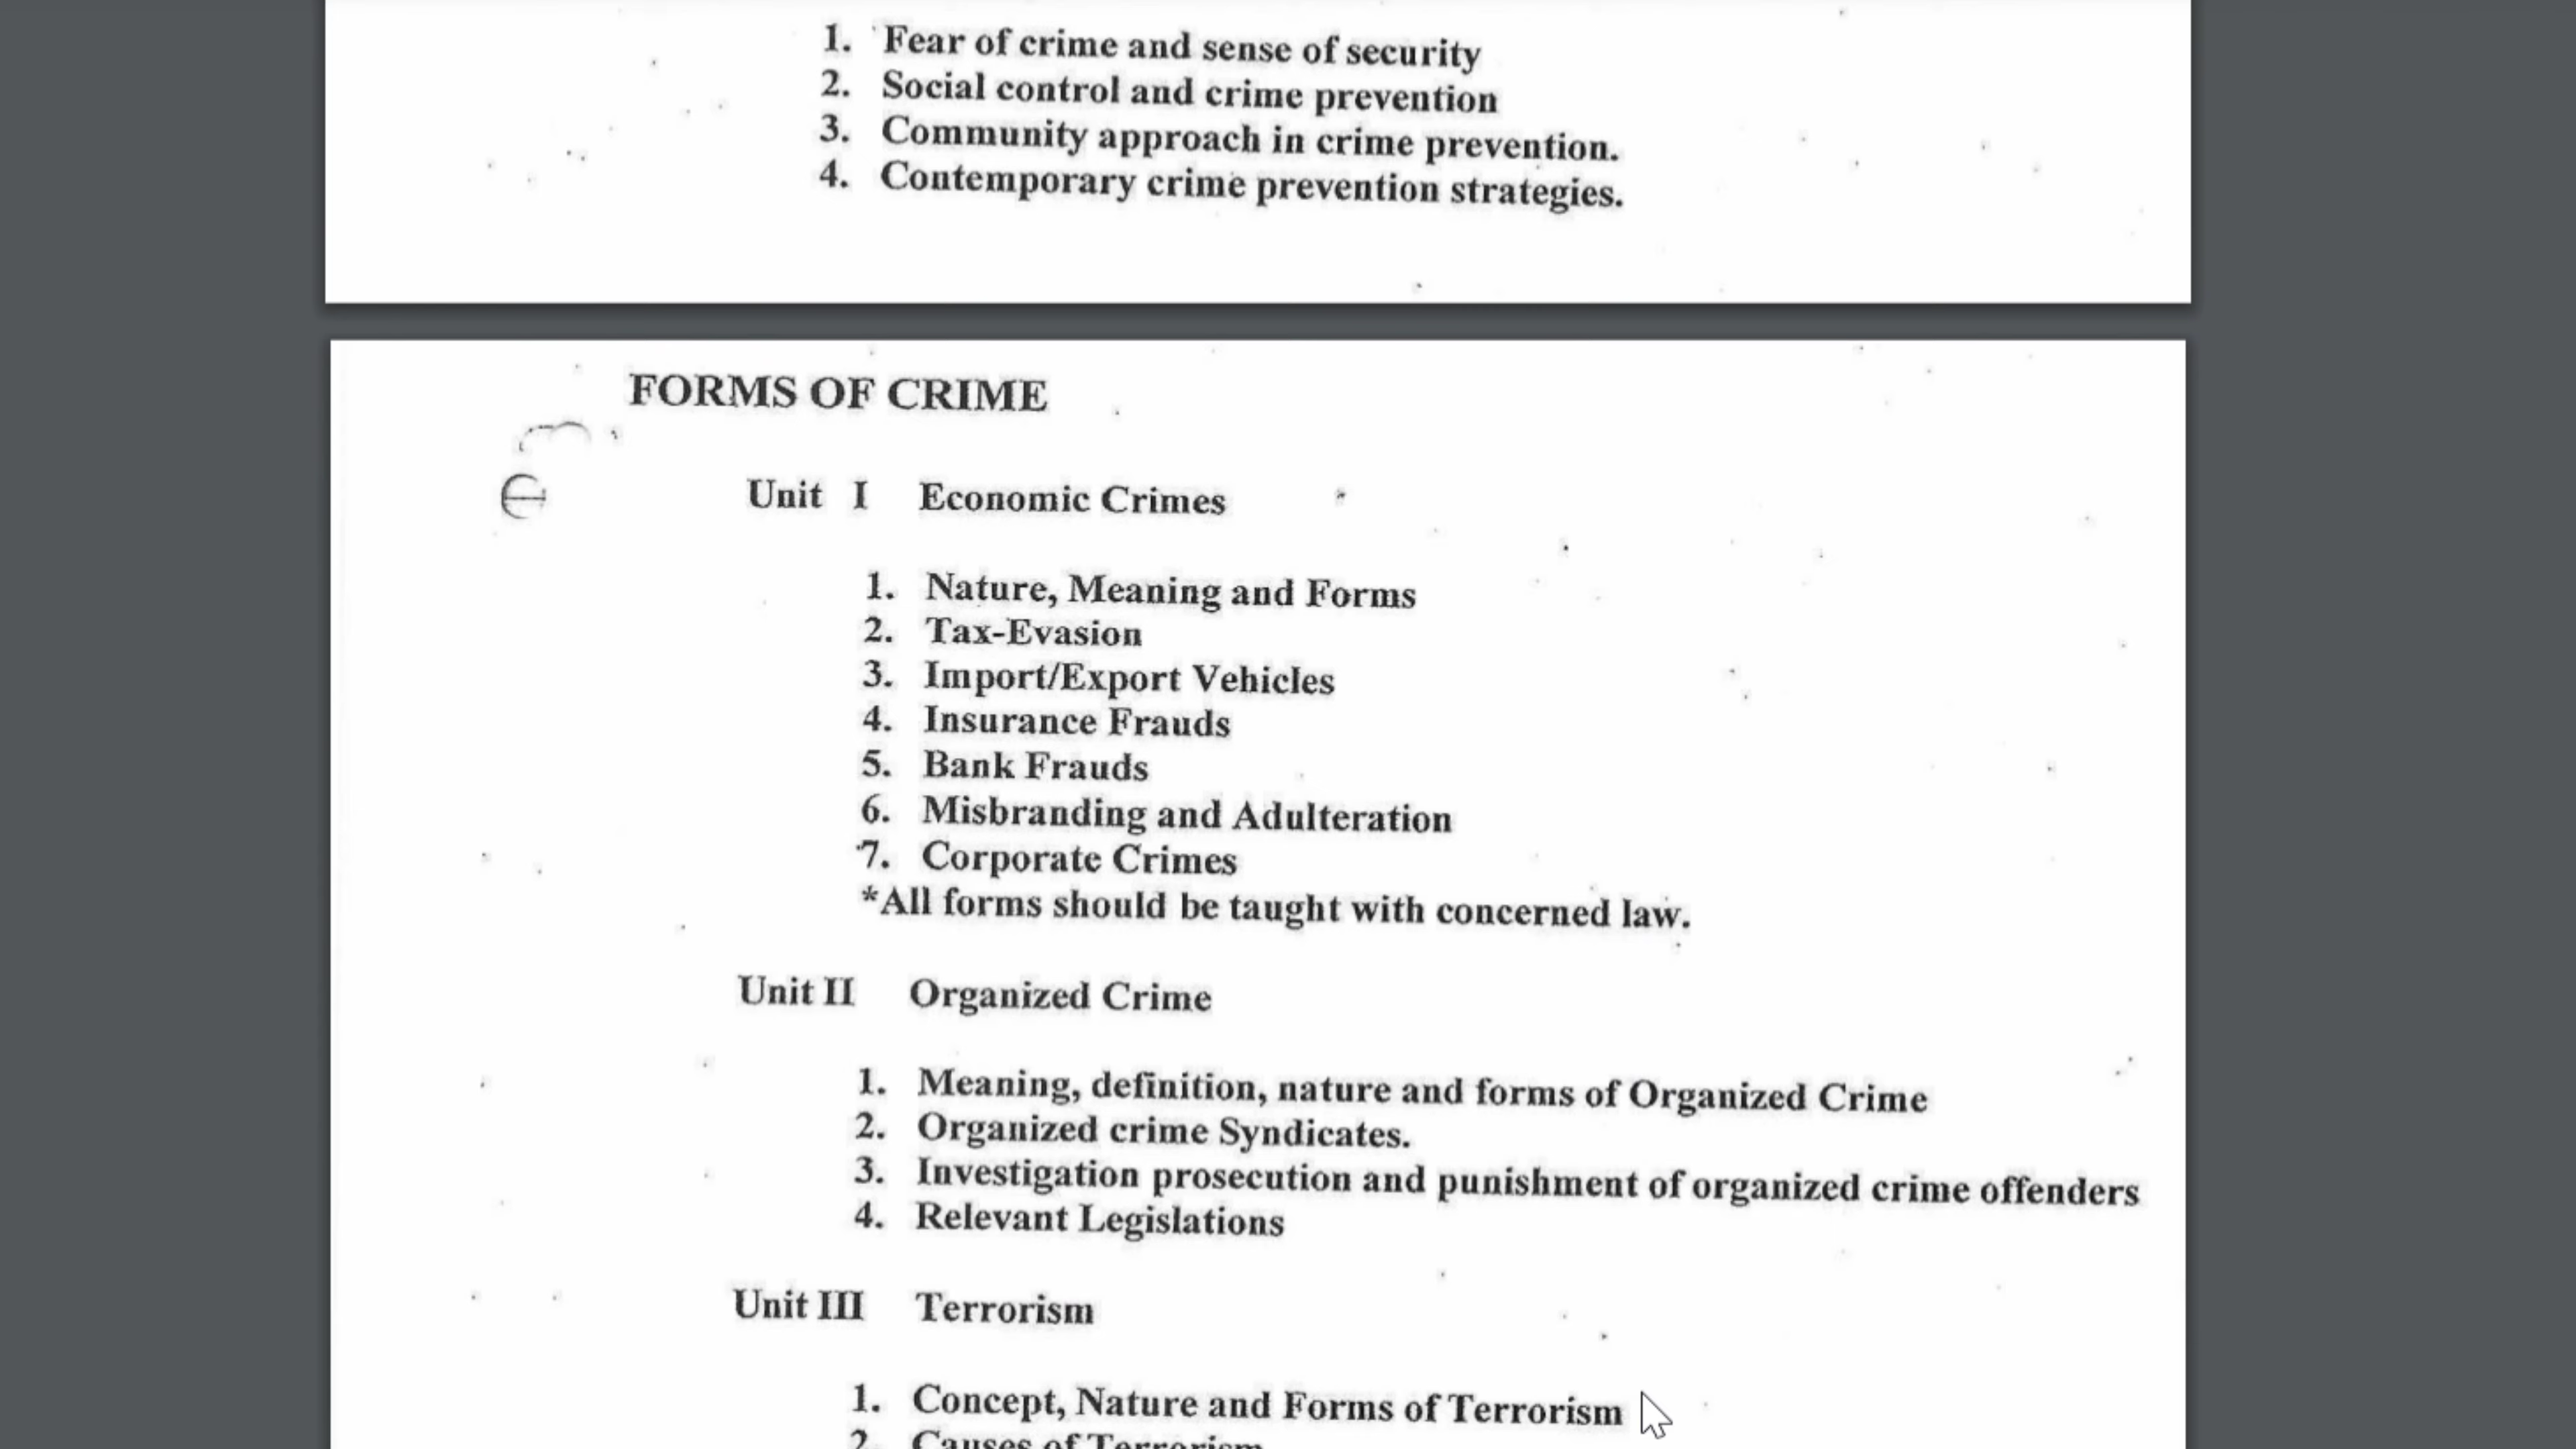 1. Fear of crime and sense of security
2. Social control and crime prevention
3. Community approach in crime prevention.
4. Contemporary crime prevention strategies.
FORMS OF CRIME
Unit I Economic Crimes
1. Nature, Meaning and Forms
2. Tax-Evasion
3. Import/Export Vehicles
4. Insurance Frauds
5. Bank Frauds
6. Misbranding and Adulteration
7. Corporate Crimes
*All forms should be taught with concerned law.
Unit II Organized Crime
1. Meaning, definition, nature and forms of Organized Crime
2. Organized crime Syndicates.
3. Investigation prosecution and punishment of organized crime offenders
4. Relevant Legislations
Unit III Terrorism
1. Concept, Nature and Forms of Terrorism
2. Causes of Terrorism